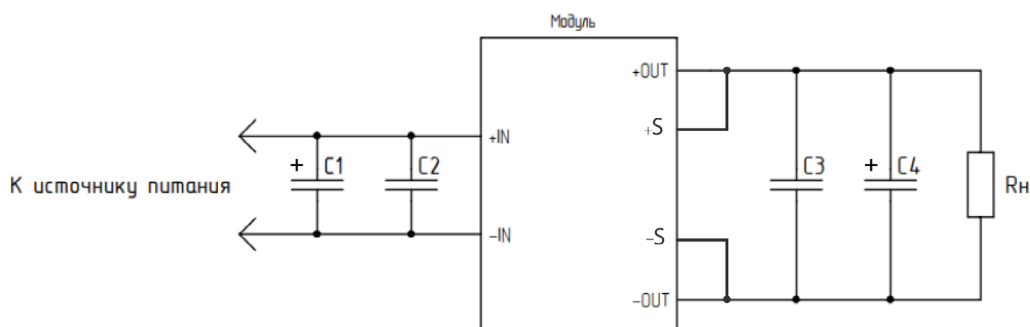 Модуль
+OUT
+S
+IN
+ C1
C2
C3
+ C4
Rн
К источнику питания
-IN
-S
-OUT